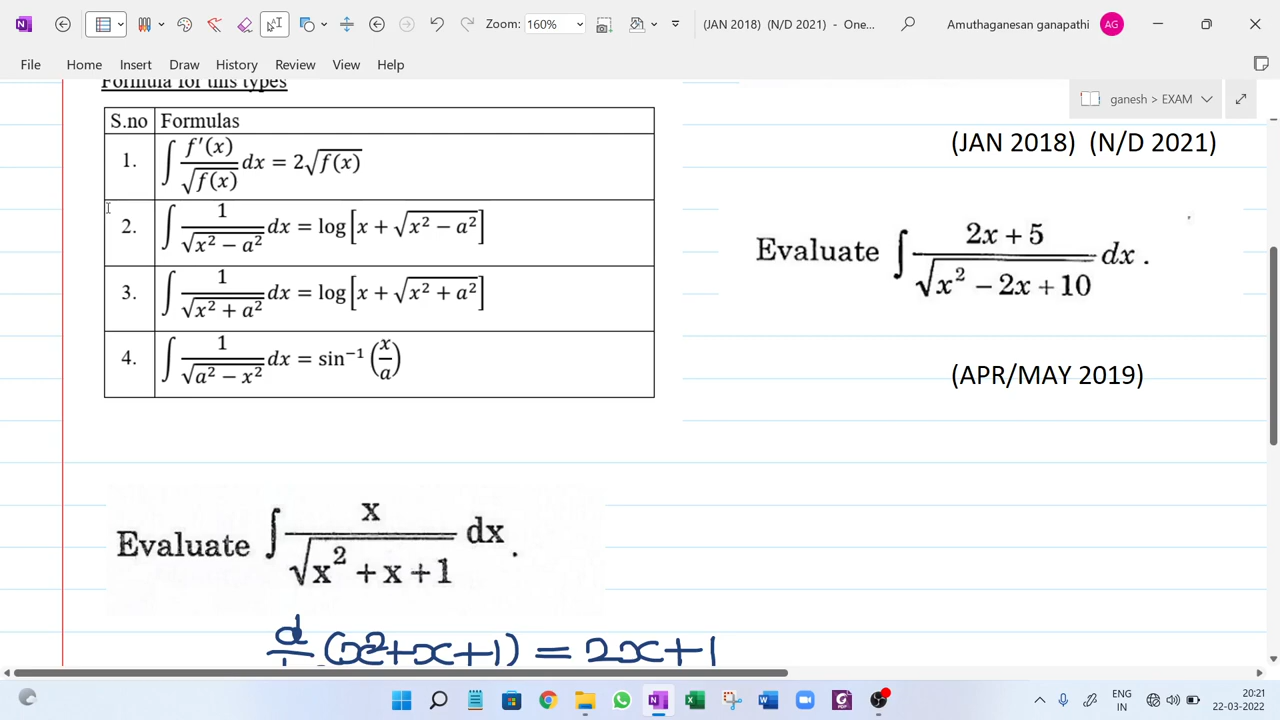 Zoom: 160%
(JAN 2018) (N/D 2021) - One...
Amuthaganesan ganapathi
AG
File Home Insert Draw History Review View Help
ganesh > EXAM
Formula for this types
S.no Formulas
1. ∫ f′(x)/√f(x) dx = 2√f(x)
2. ∫ 1/√x² − a² dx = log[x + √x² − a²]
3. ∫ 1/√x² + a² dx = log[x + √x² + a²]
4. ∫ 1/√a² − x² dx = sin⁻¹(x/a)
(JAN 2018) (N/D 2021)
Evaluate ∫ 2x + 5/√x² − 2x + 10 dx .
(APR/MAY 2019)
Evaluate ∫ x/√x² + x + 1 dx .
d (x²+x+1) = 2x+1
ENG
IN
20:21
22-03-2022